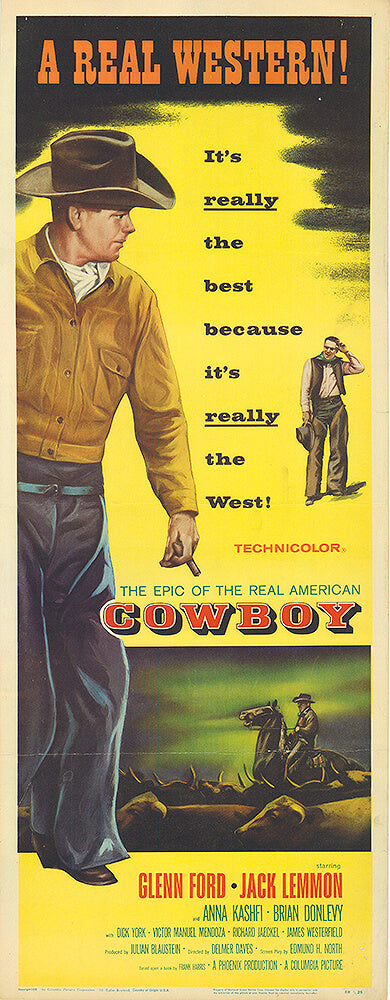 A REAL WESTERN!
It's
really
the
best
because
it's
really
the
West!
TECHNICOLOR®
THE EPIC OF THE REAL AMERICAN
COWBOY
starring
GLENN FORD · JACK LEMMON
and ANNA KASHFI · BRIAN DONLEVY
with DICK YORK · VICTOR MANUEL MENDOZA · RICHARD JAECKEL · JAMES WESTERFIELD
Produced by JULIAN BLAUSTEIN · Directed by DELMER DAVES · Screen Play by EDMUND H. NORTH
Based upon a book by FRANK HARRIS · A PHOENIX PRODUCTION · A COLUMBIA PICTURE